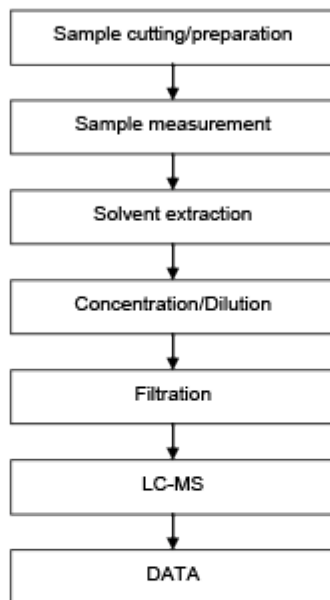 Sample cutting/preparation
Sample measurement
Solvent extraction
Concentration/Dilution
Filtration
LC-MS
DATA